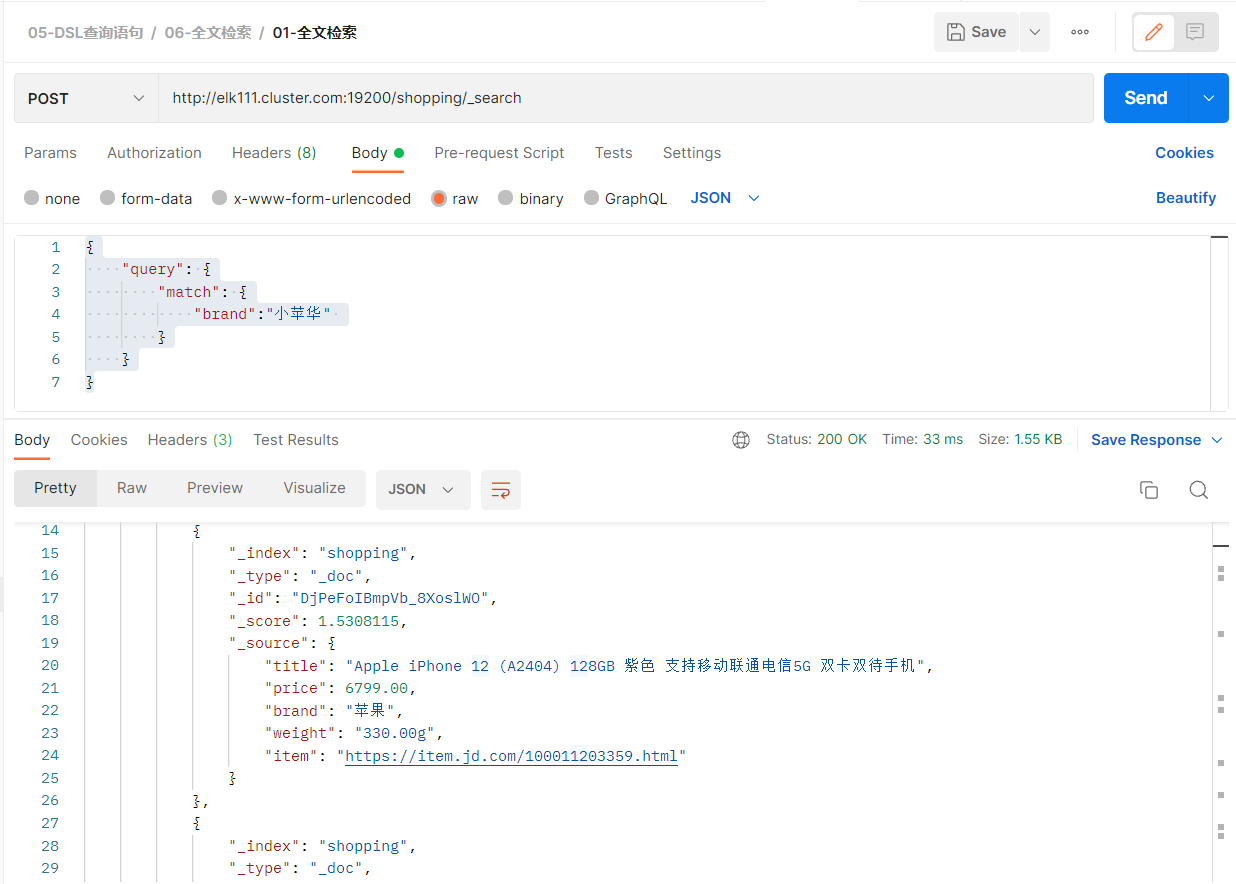 05-DSL查询语句 / 06-全文检索 / 01-全文检索
Save
POST
http://elk111.cluster.com:19200/shopping/_search
Send
Params Authorization Headers (8) Body Pre-request Script Tests Settings Cookies
none form-data x-www-form-urlencoded raw binary GraphQL JSON Beautify
1 {
2 "query": {
3 "match": {
4 "brand":"小苹华"
5 }
6 }
7 }
Body Cookies Headers (3) Test Results Status: 200 OK Time: 33 ms Size: 1.55 KB Save Response
Pretty Raw Preview Visualize JSON
14 {
15 "_index": "shopping",
16 "_type": "_doc",
17 "_id": "DjPeFoIBmpVb_8XoslWO",
18 "_score": 1.5308115,
19 "_source": {
20 "title": "Apple iPhone 12 (A2404) 128GB 紫色 支持移动联通电信5G 双卡双待手机",
21 "price": 6799.00,
22 "brand": "苹果",
23 "weight": "330.00g",
24 "item": "https://item.jd.com/100011203359.html"
25 }
26 },
27 {
28 "_index": "shopping",
29 "_type": "_doc",